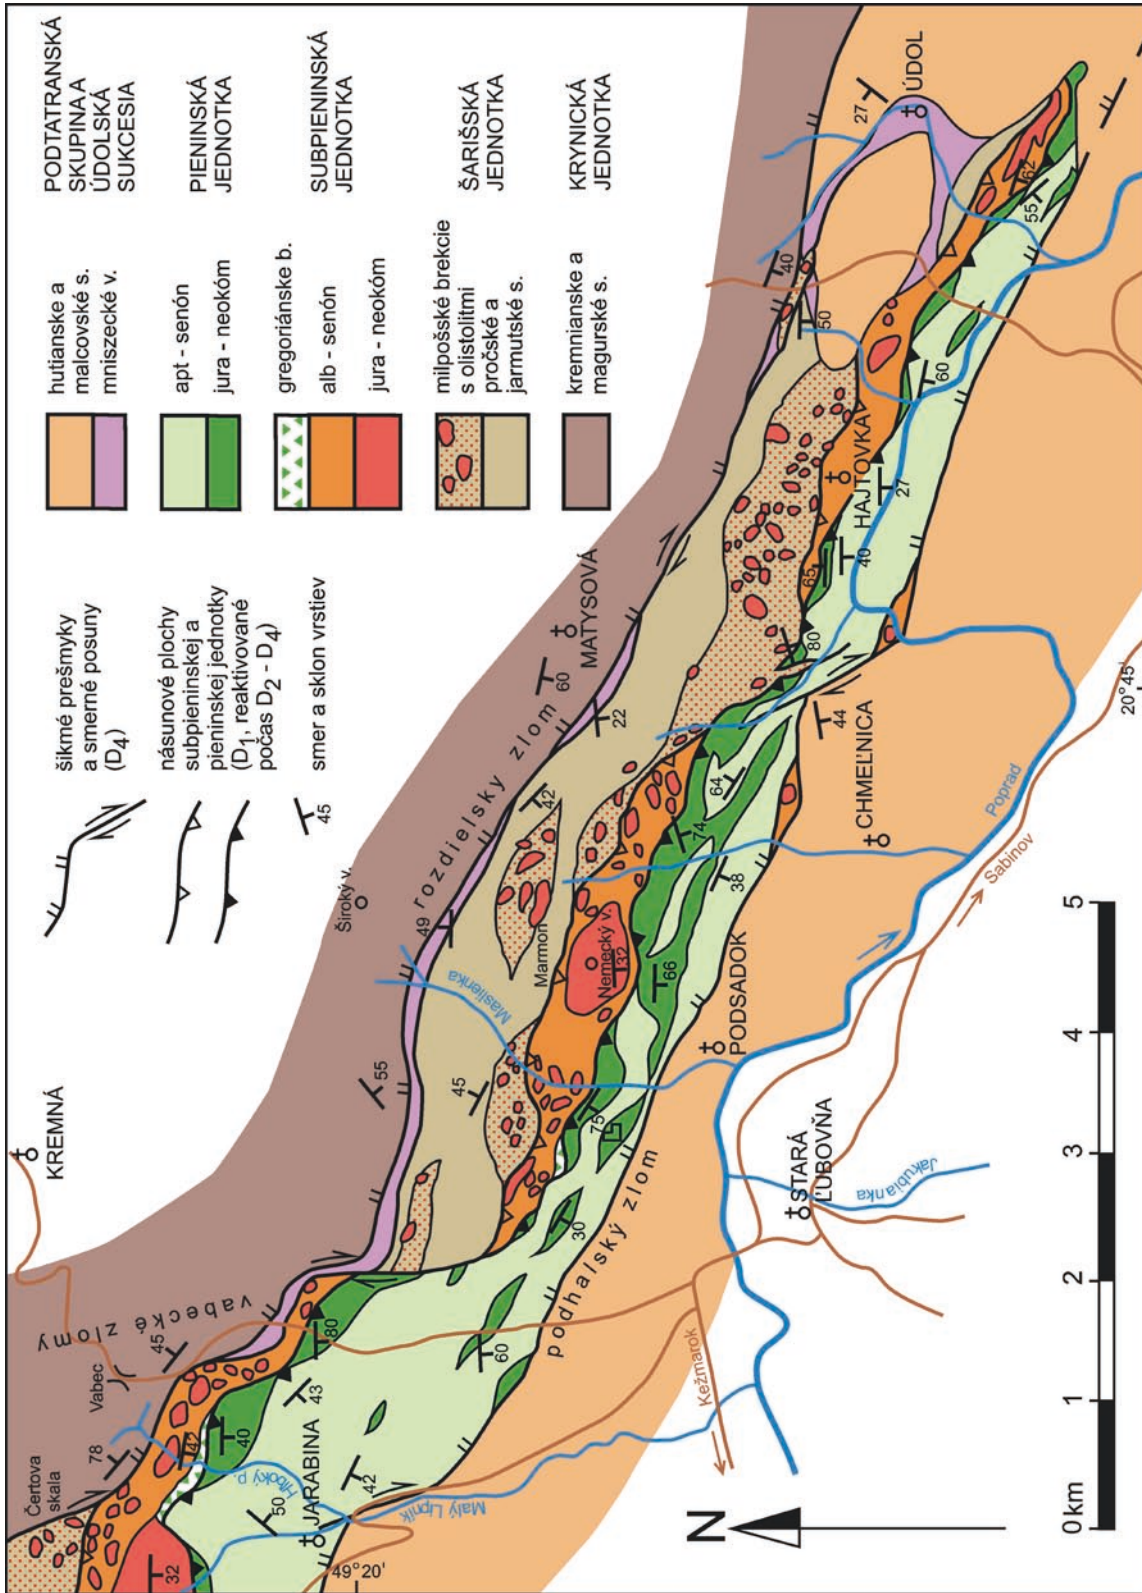 KREMNÁ
Čertova
skala
Vabec
vabecké zlomy
Hlboký p.
JARABINA
49°20'
Malý Lipník
podhalský zlom
Kežmarok
STARÁ
ĽUBOVŇA
Jakubianka
PODSADOK
Maslienka
Marmon
Nemecký v.
Široký v.
rozdielsky zlom
MATYSOVÁ
CHMEĽNICA
Poprad
Sabinov
HAJTOVKA
ÚDOL
20°45'
78
45
32
42
40
50
43
42
80
60
30
55
45
75
49
32
66
42
74
38
64
22
60
44
80
65
40
27
60
50
40
27
62
55
N
0 km
1
2
3
4
5
šikmé prešmyky
a smerné posuny
(D4)
násunové plochy
subpieninskej a
pieninskej jednotky
(D1, reaktivované
počas D2 - D4)
45
smer a sklon vrstiev
hutianske a
malcovské s.
mniszecké v.
PODTATRANSKÁ
SKUPINA A
ÚDOLSKÁ
SUKCESIA
apt - senón
jura - neokóm
PIENINSKÁ
JEDNOTKA
gregoriánske b.
alb - senón
jura - neokóm
SUBPIENINSKÁ
JEDNOTKA
milpošské brekcie
s olistolitmi
pročské a
jarmutské s.
ŠARIŠSKÁ
JEDNOTKA
kremnianske a
magurské s.
KRYNICKÁ
JEDNOTKA